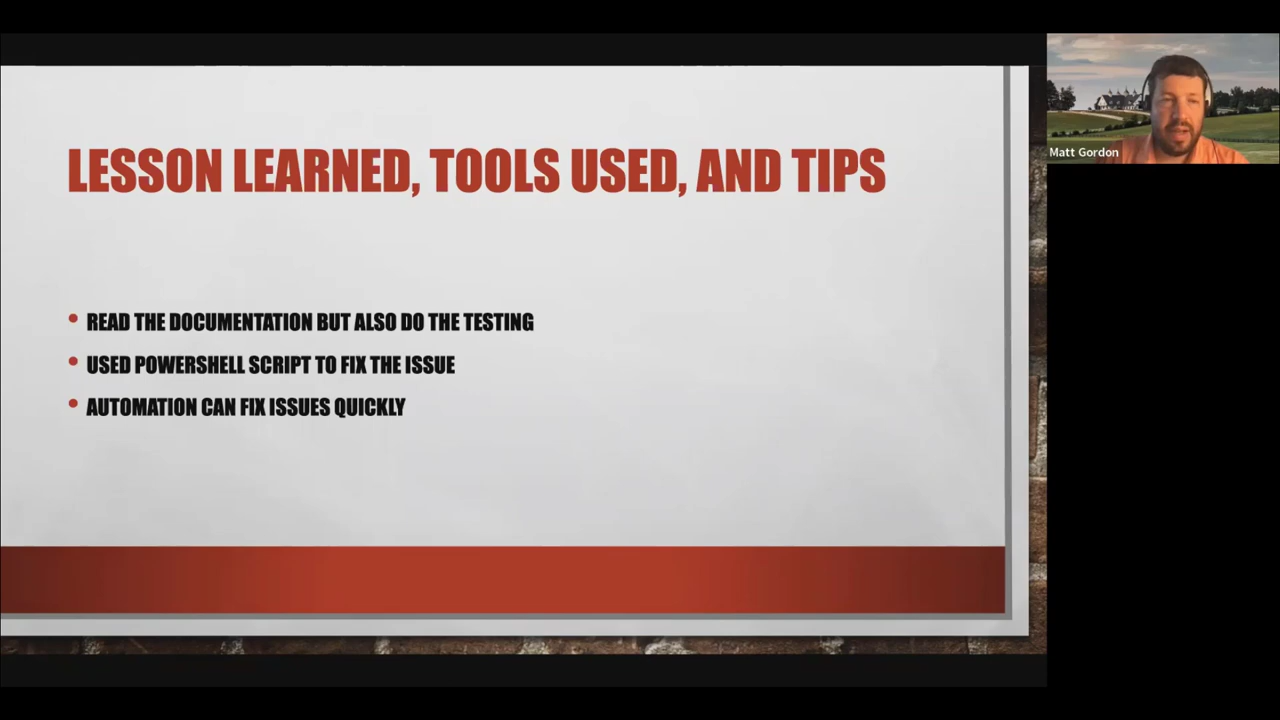 LESSON LEARNED, TOOLS USED, AND TIPS
READ THE DOCUMENTATION BUT ALSO DO THE TESTING
USED POWERSHELL SCRIPT TO FIX THE ISSUE
AUTOMATION CAN FIX ISSUES QUICKLY
Matt Gordon